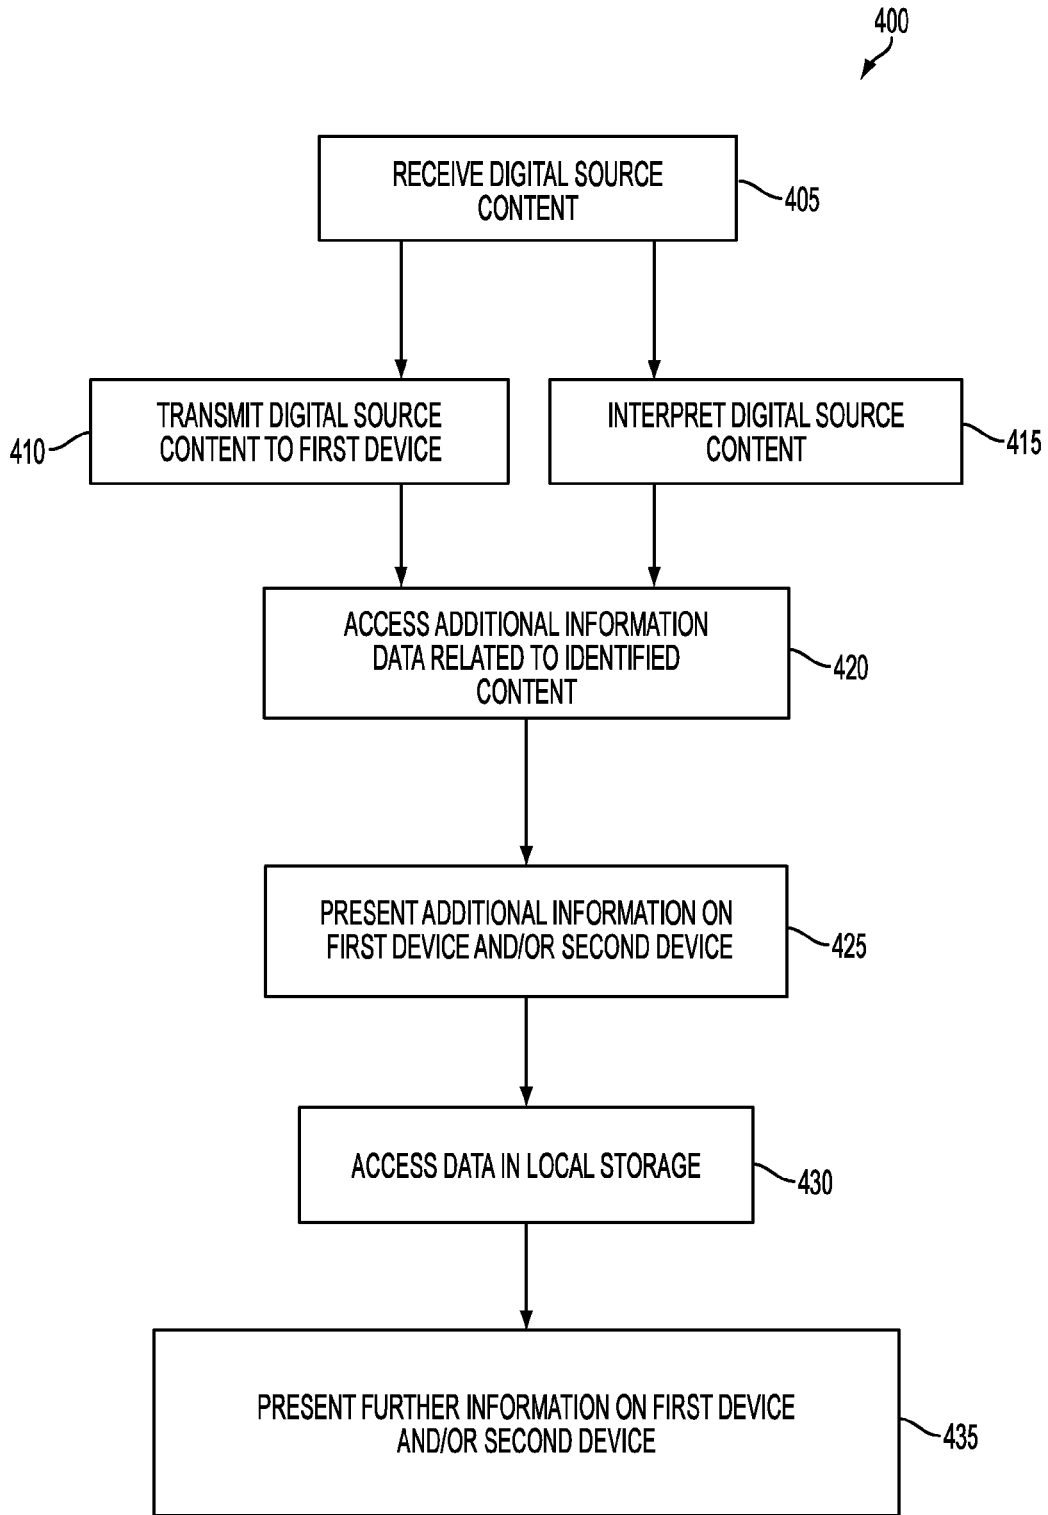 400
RECEIVE DIGITAL SOURCE
CONTENT
405
TRANSMIT DIGITAL SOURCE
CONTENT TO FIRST DEVICE
410
INTERPRET DIGITAL SOURCE
CONTENT
415
ACCESS ADDITIONAL INFORMATION
DATA RELATED TO IDENTIFIED
CONTENT
420
PRESENT ADDITIONAL INFORMATION ON
FIRST DEVICE AND/OR SECOND DEVICE
425
ACCESS DATA IN LOCAL STORAGE
430
PRESENT FURTHER INFORMATION ON FIRST DEVICE
AND/OR SECOND DEVICE
435